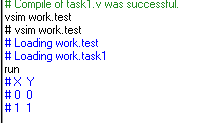 # Compile of task1.v was successful.
vsim work.test
# vsim work.test
# Loading work.test
# Loading work.task1
run
# X Y
# 0 0
# 1 1